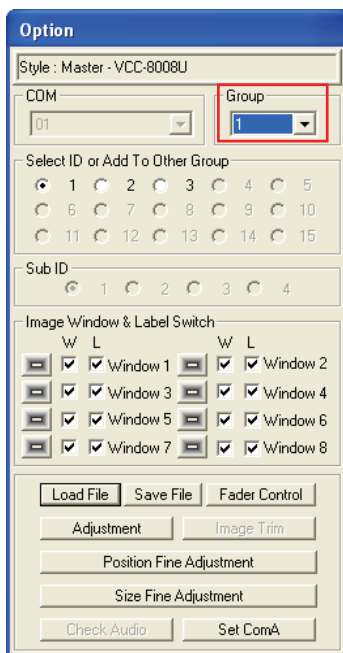 Option
Style : Master - VCC-8008U
COM Group
01 1
Select ID or Add To Other Group
1 2 3 4 5
6 7 8 9 10
11 12 13 14 15
Sub ID
1 2 3 4
Image Window & Label Switch
W L W L
Window 1 Window 2
Window 3 Window 4
Window 5 Window 6
Window 7 Window 8
Load File Save File Fader Control
Adjustment Image Trim
Position Fine Adjustment
Size Fine Adjustment
Check Audio Set ComA